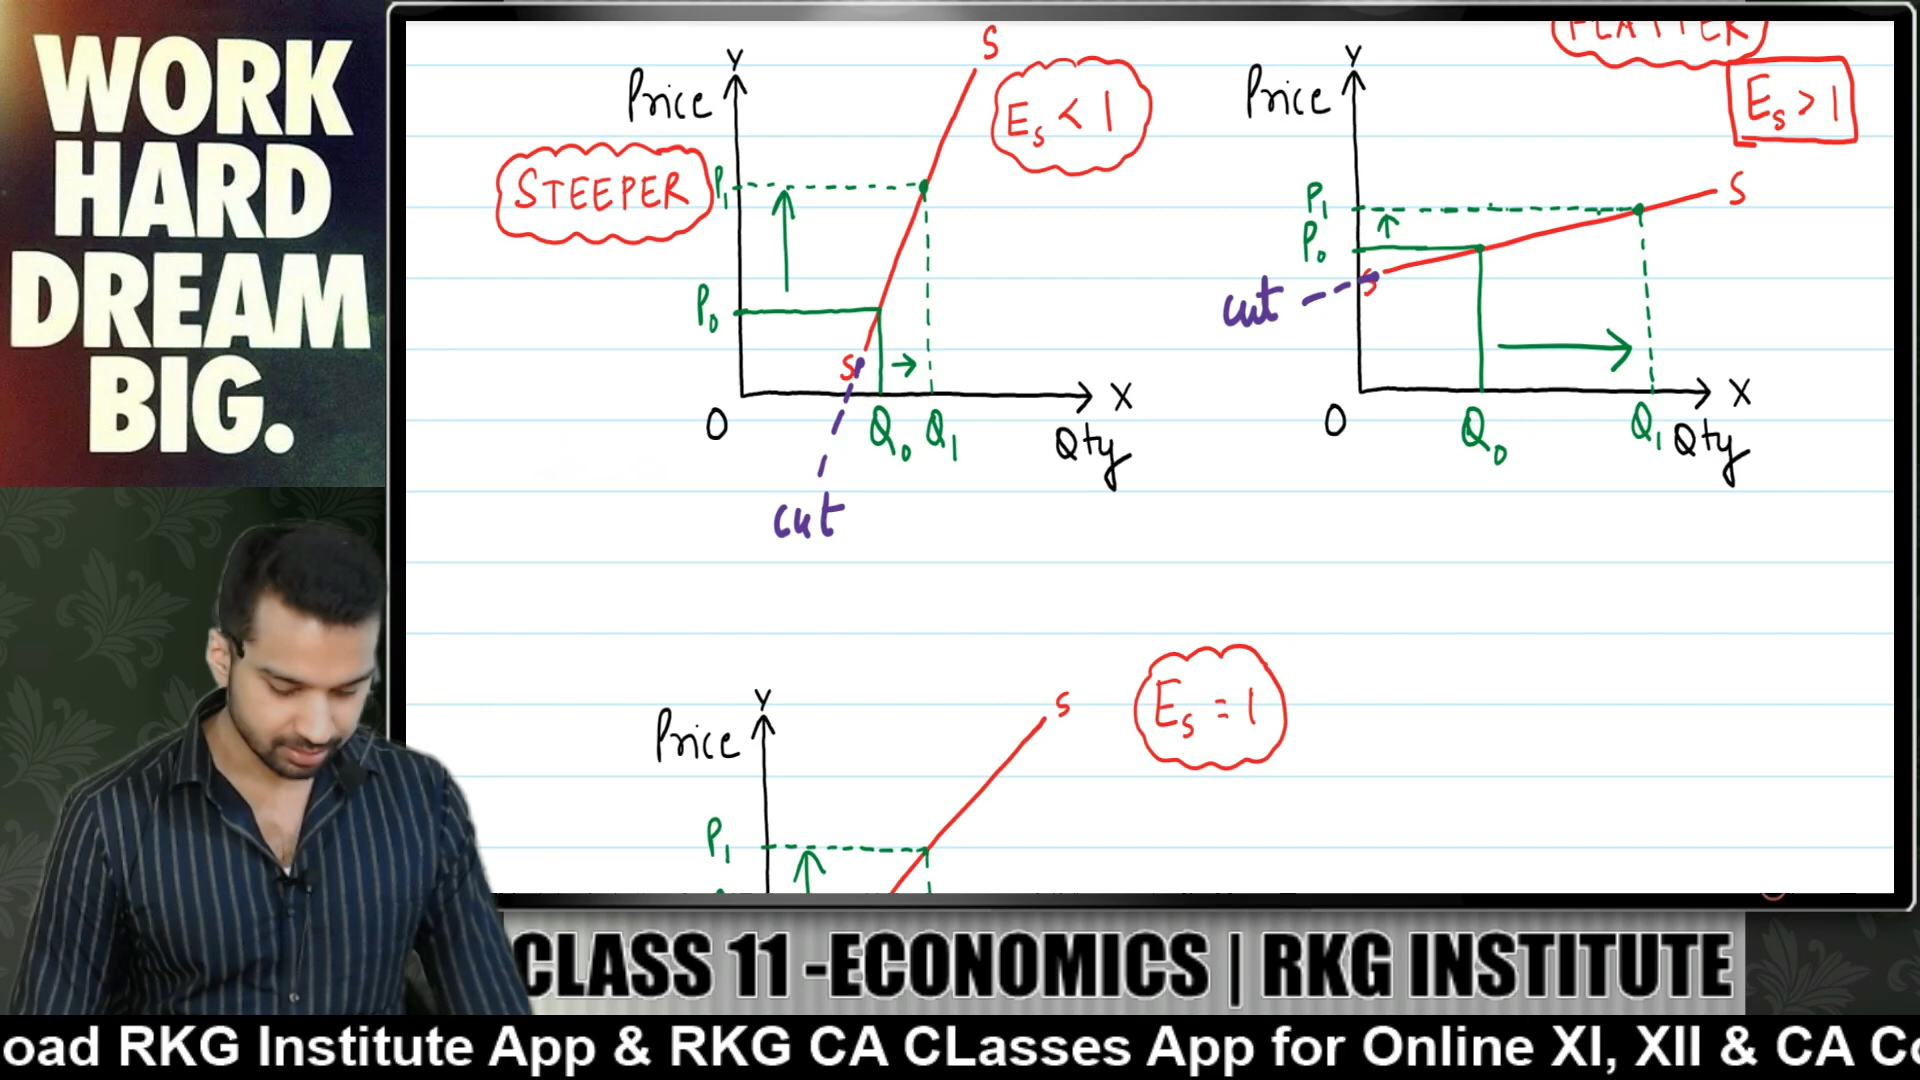 WORK
HARD
DREAM
BIG.
Y
Price
S
Es < 1
STEEPER
P1
P0
S
O
Q0 Q1
X
Qty
cut
FLATTER
Y
Price
Es > 1
P1
P0
S
S
cut
O
Q0
Q1
X
Qty
Y
Price
S
Es = 1
P1
CLASS 11 -ECONOMICS | RKG INSTITUTE
oad RKG Institute App & RKG CA CLasses App for Online XI, XII & CA Co